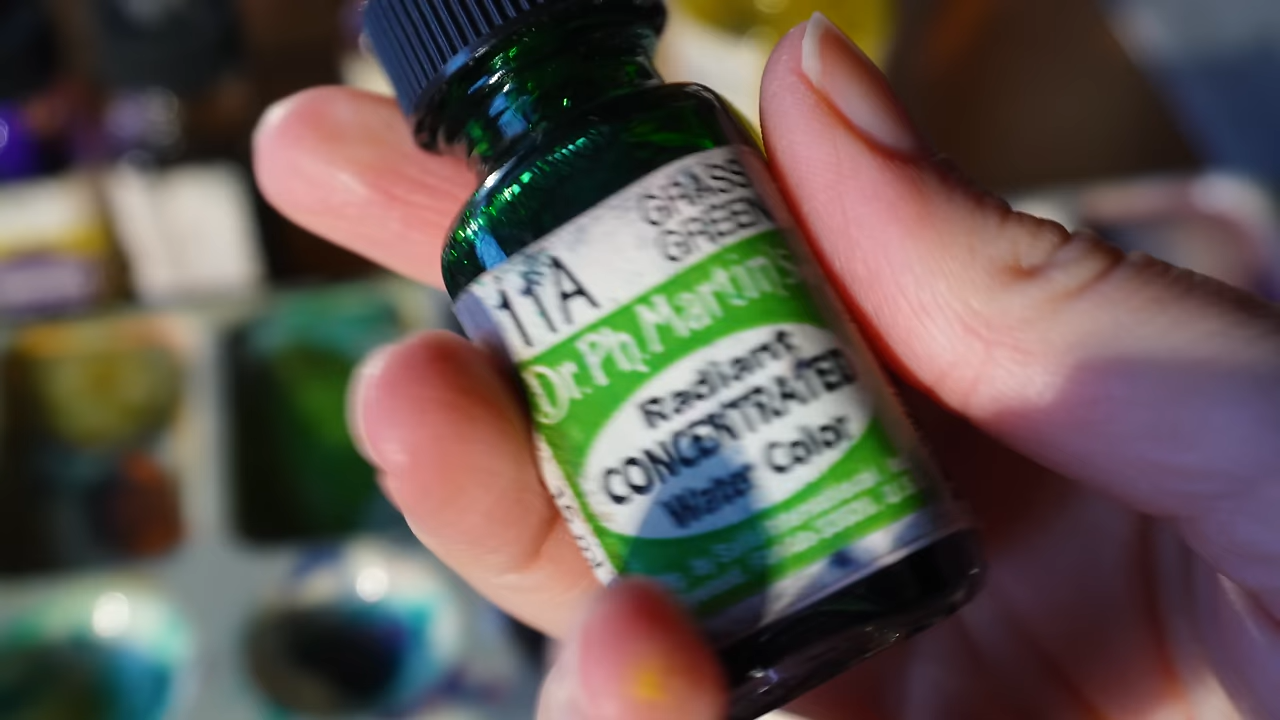 GRASS
GREEN
11A
Dr. Ph. Martin's
Radiant
CONCENTRATED
Water Color